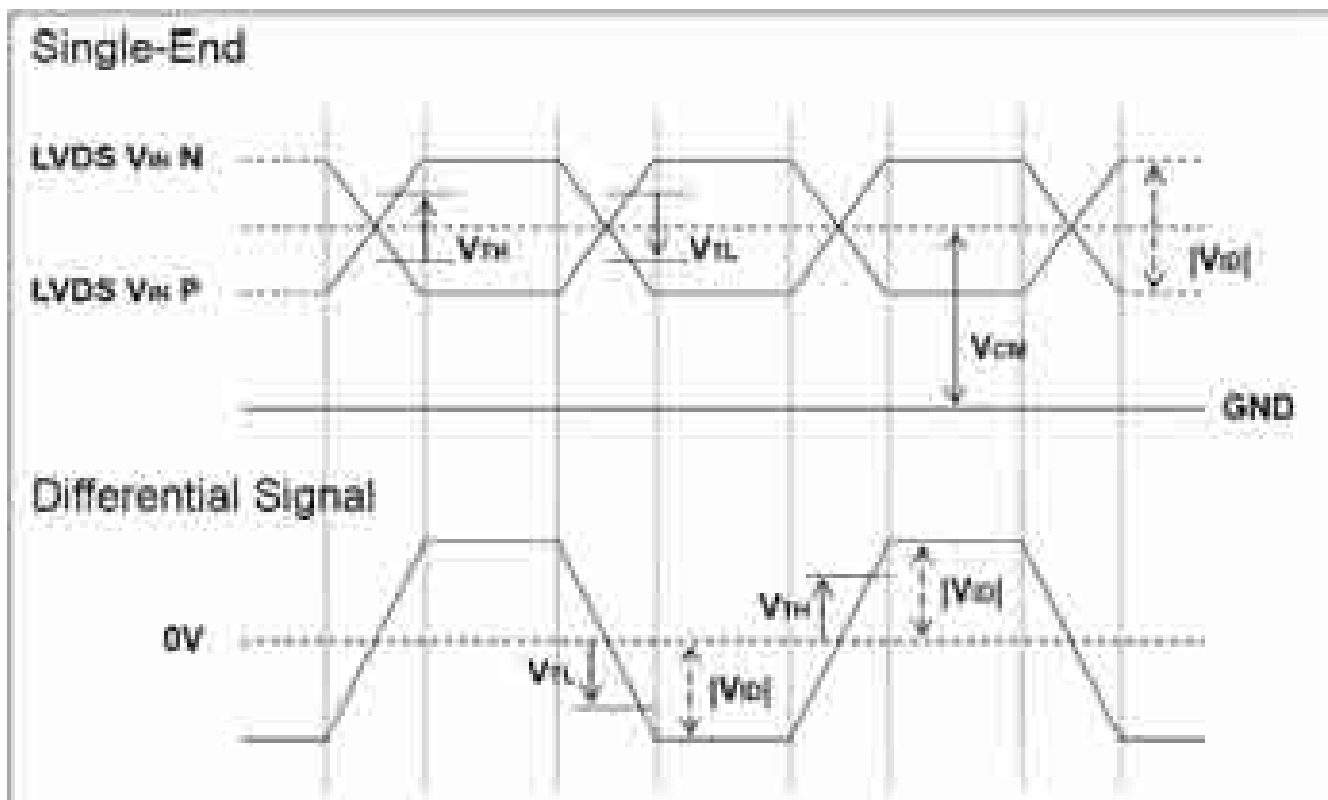 Single-End
LVDS VIN N
VTH
VTL
|VID|
LVDS VIN P
VCM
GND
Differential Signal
VTH
|VID|
0V
VTL
|VID|